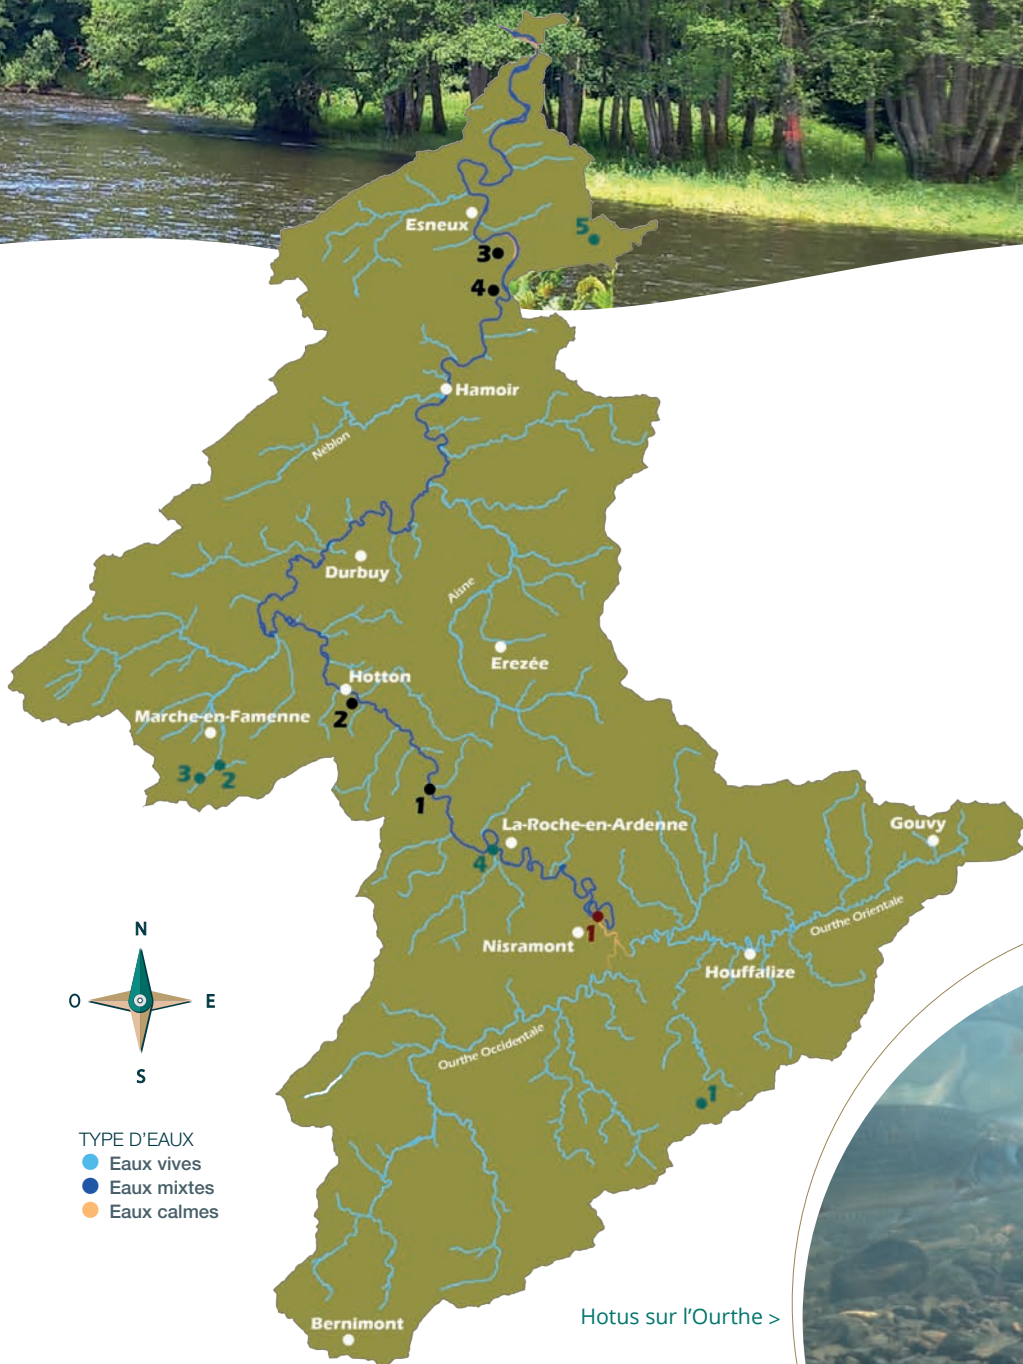 Esneux
5
3
4
Hamoir
Néblon
Durbuy
Aisne
Erezée
Hotton
2
Marche-en-Famenne
3
2
1
La-Roche-en-Ardenne
4
Gouvy
Ourthe Orientale
1
Nisramont
Houffalize
Ourthe Occidentale
1
N
O
E
S
TYPE D'EAUX
Eaux vives
Eaux mixtes
Eaux calmes
Bernimont
Hotus sur l'Ourthe >